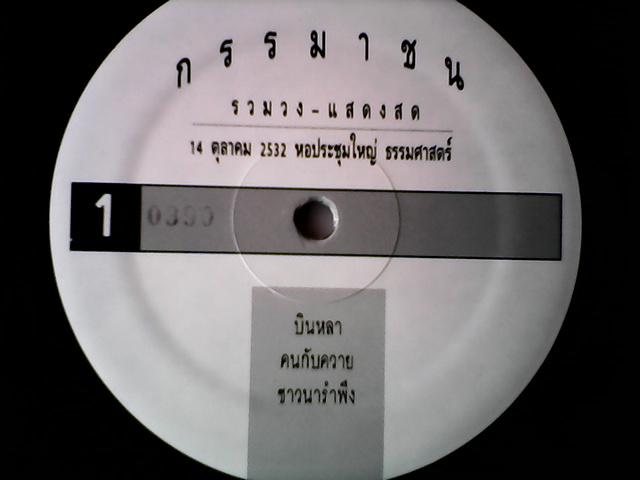 กรรมาชน
รวมวง-แสดงสด
14 ตุลาคม 2532 หอประชุมใหญ่ ธรรมศาสตร์
1 0390
บินหลา
คนกับควาย
ชาวนารำพึง